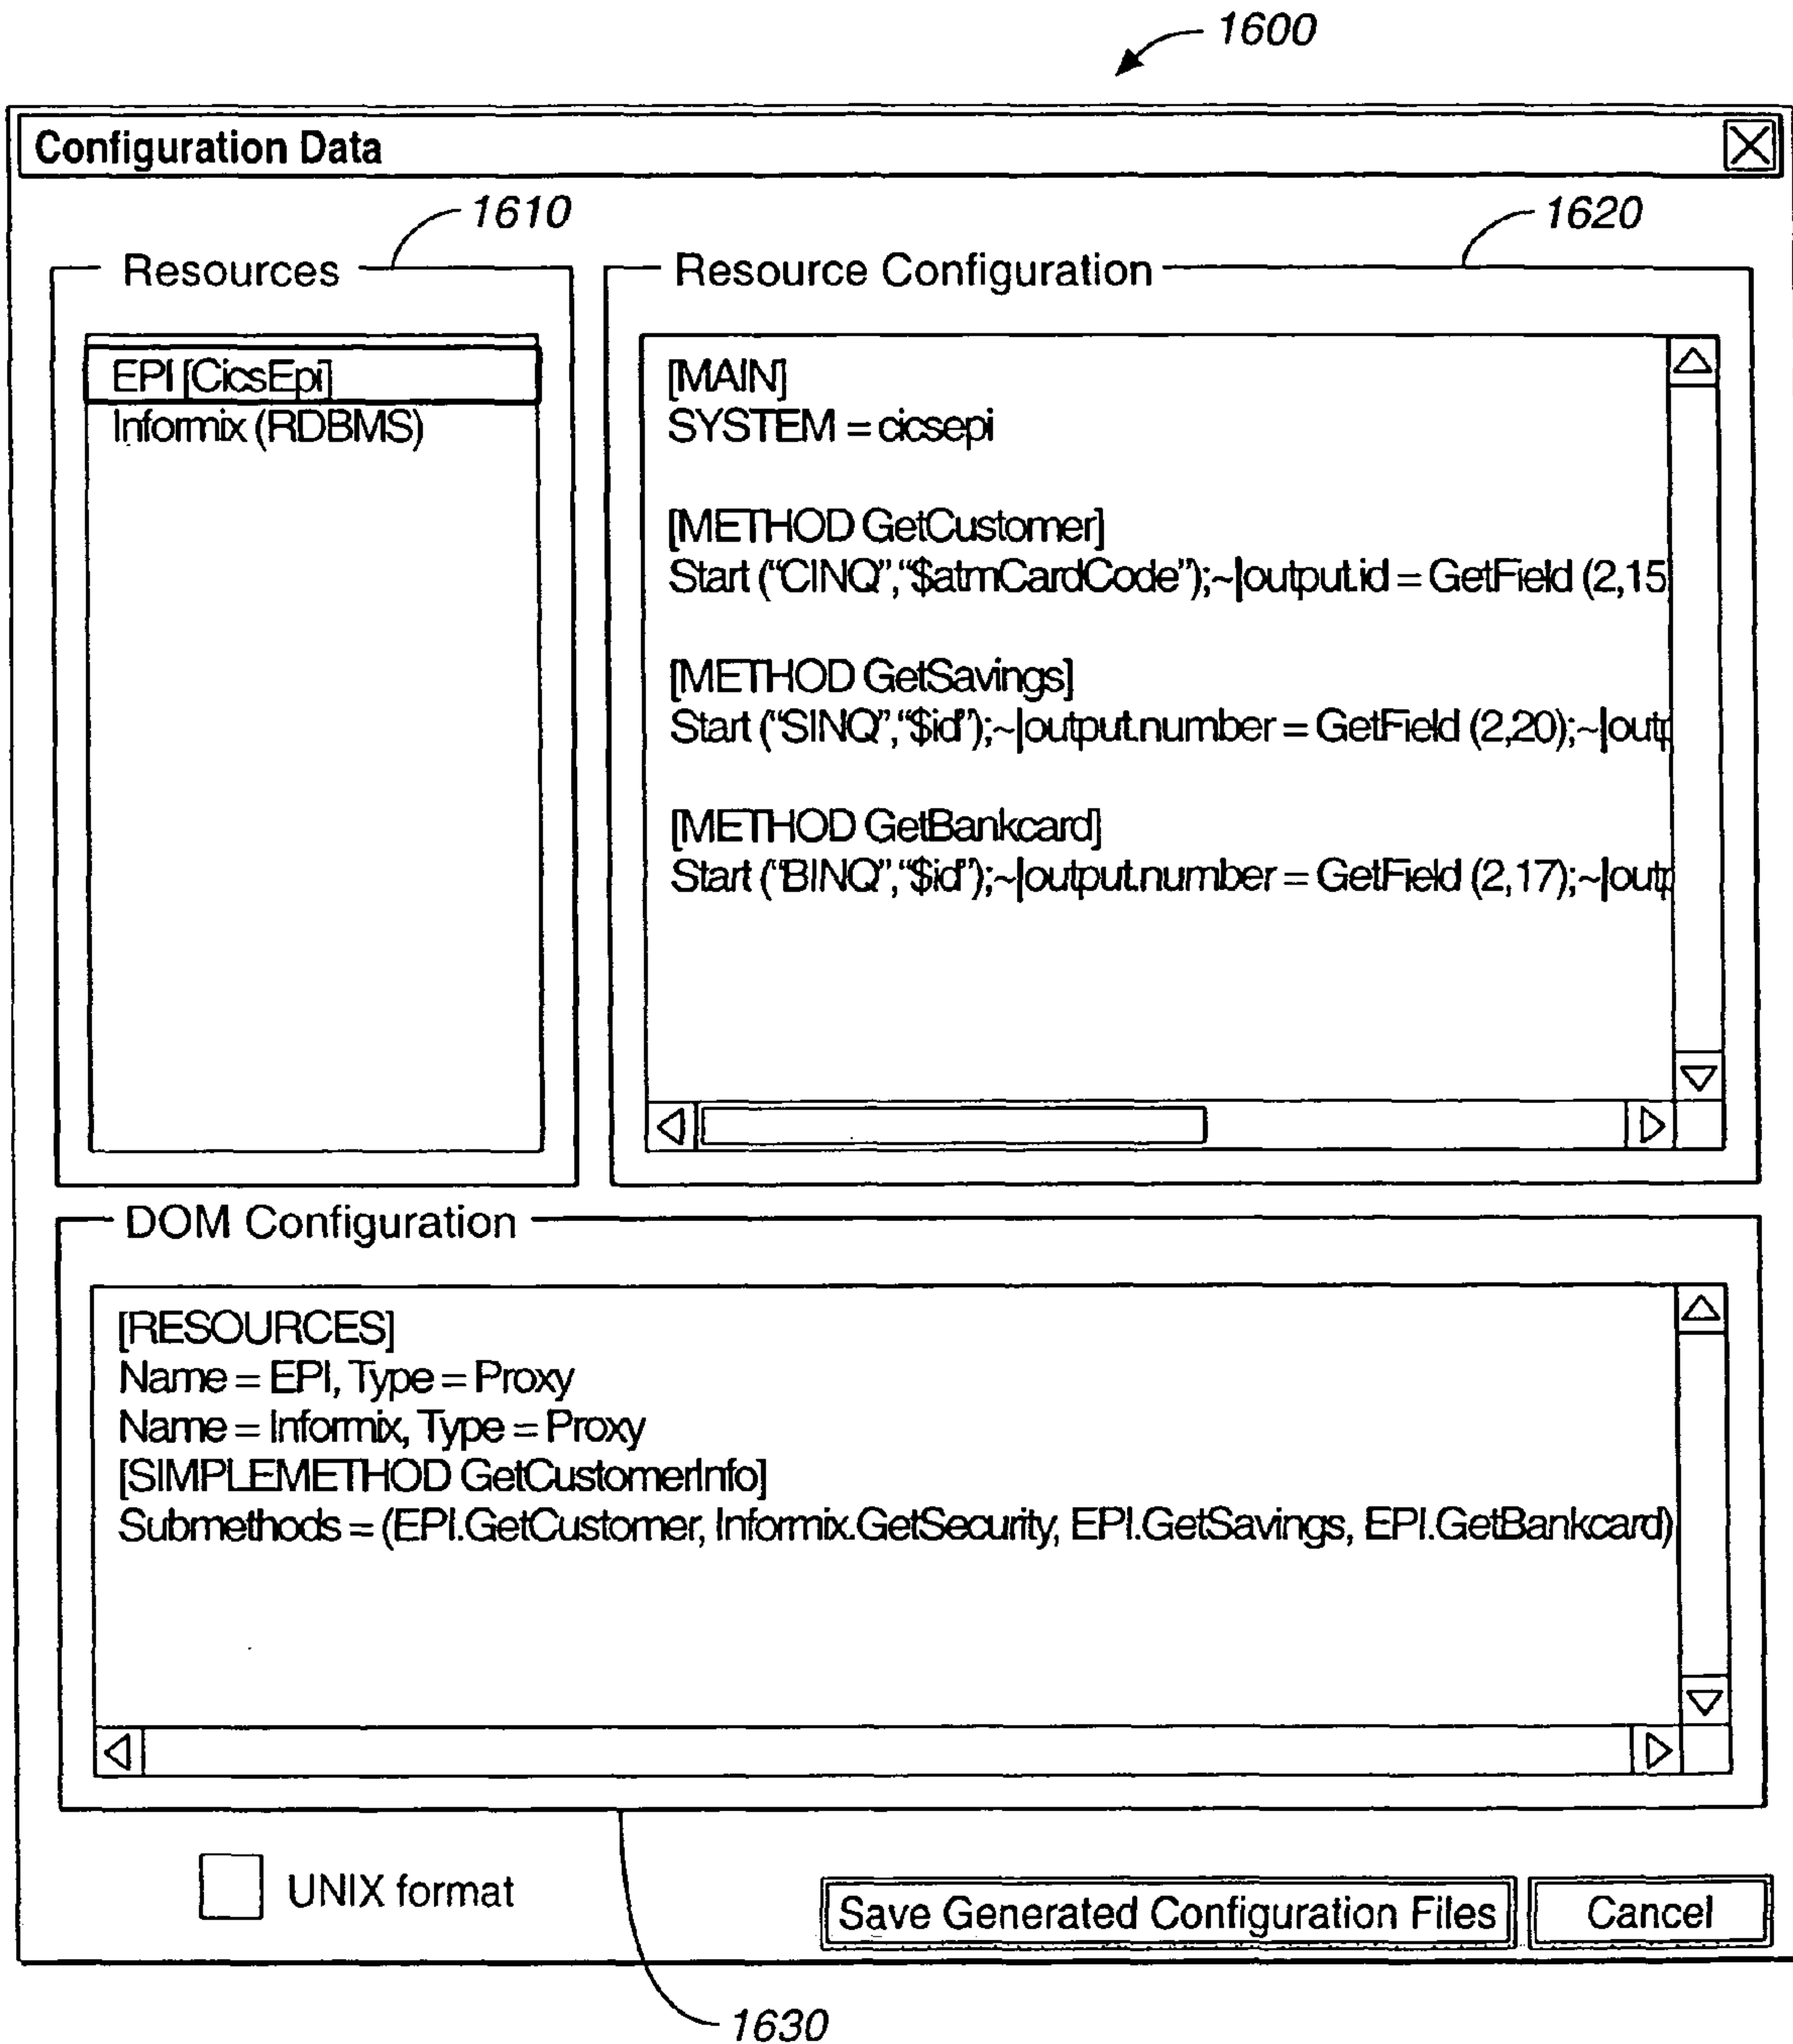 1600
Configuration Data
1610
1620
Resources
Resource Configuration
EPI [CicsEpi]
Informix (RDBMS)
[MAIN]
SYSTEM = cicsepi
[METHOD GetCustomer]
Start (“CINQ”,“$atmCardCode”);~|output.id = GetField (2,15
[METHOD GetSavings]
Start (“SINQ”,“$id”);~|output.number = GetField (2,20);~|outp
[METHOD GetBankcard]
Start (“BINQ”,“$id”);~|output.number = GetField (2,17);~|outp
DOM Configuration
[RESOURCES]
Name = EPI, Type = Proxy
Name = Informix, Type = Proxy
[SIMPLEMETHOD GetCustomerInfo]
Submethods = (EPI.GetCustomer, Informix.GetSecurity, EPI.GetSavings, EPI.GetBankcard)
UNIX format
Save Generated Configuration Files
Cancel
1630